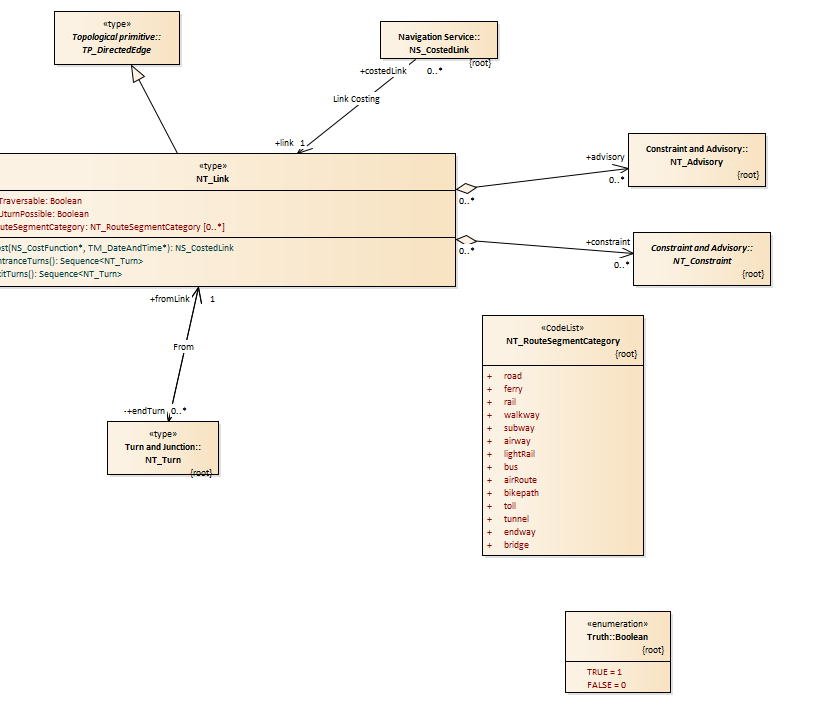 «type»
Topological primitive::
TP_DirectedEdge
Navigation Service::
NS_CostedLink
{root}
+costedLink 0..*
Link Costing
+link 1
«type»
NT_Link
Traversable: Boolean
UturnPossible: Boolean
uteSegmentCategory: NT_RouteSegmentCategory [0..*]
ost(NS_CostFunction*, TM_DateAndTime*): NS_CostedLink
ntranceTurns(): Sequence<NT_Turn>
xitTurns(): Sequence<NT_Turn>
+advisory
0..*
0..*
Constraint and Advisory::
NT_Advisory
{root}
+constraint
0..*
0..*
Constraint and Advisory::
NT_Constraint
{root}
+fromLink 1
From
-+endTurn 0..*
«type»
Turn and Junction::
NT_Turn
{root}
«CodeList»
NT_RouteSegmentCategory
{root}
+ road
+ ferry
+ rail
+ walkway
+ subway
+ airway
+ lightRail
+ bus
+ airRoute
+ bikepath
+ toll
+ tunnel
+ endway
+ bridge
«enumeration»
Truth::Boolean
{root}
TRUE = 1
FALSE = 0